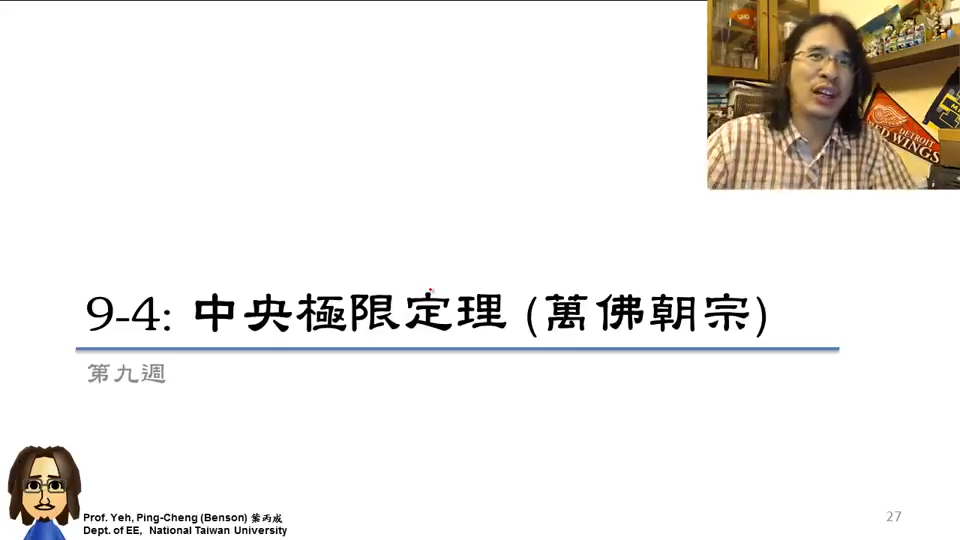 DETROIT
RED WINGS
9-4: 中央極限定理 (萬佛朝宗)
第九週
Prof. Yeh, Ping-Cheng (Benson) 葉丙成
Dept. of EE, National Taiwan University
27